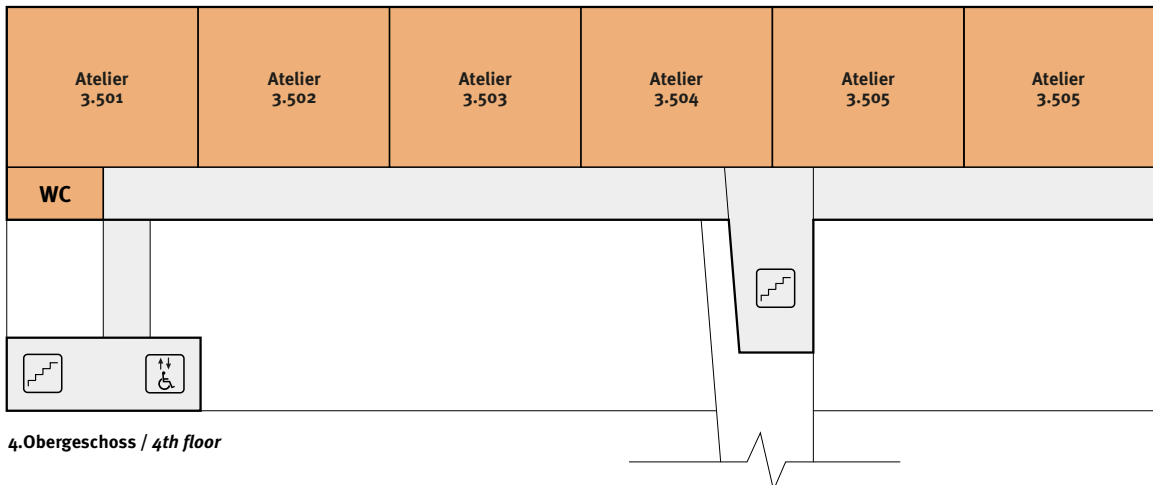 Atelier
3.501
Atelier
3.502
Atelier
3.503
Atelier
3.504
Atelier
3.505
Atelier
3.505
WC
4.Obergeschoss / 4th floor